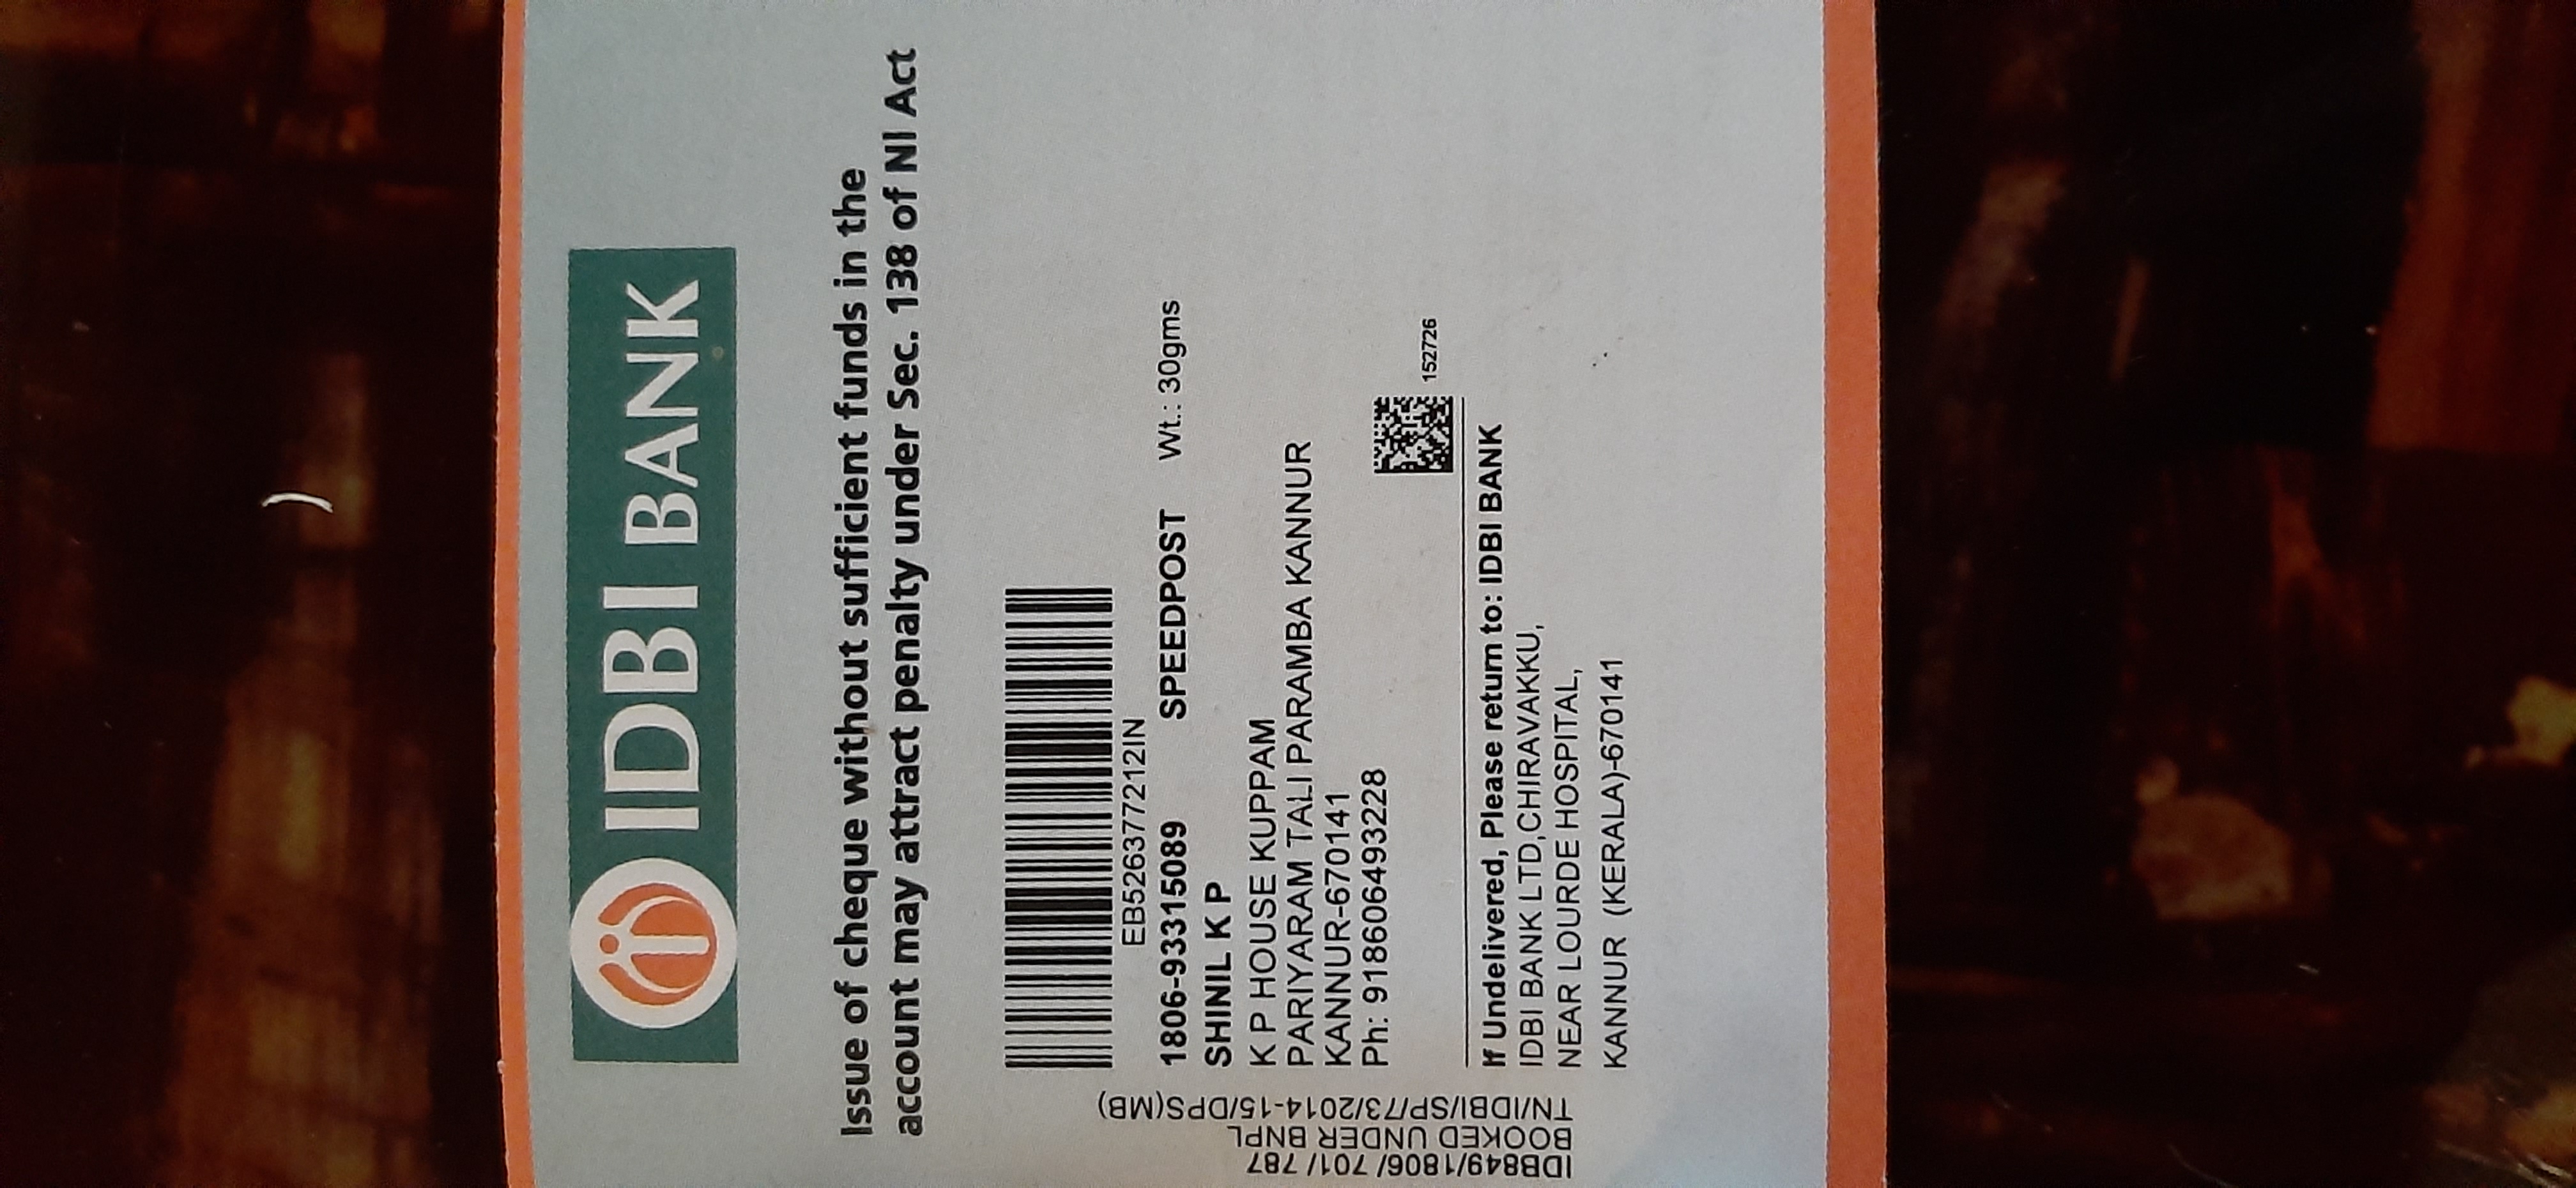 IDBI BANK
Issue of cheque without sufficient funds in the
account may attract penalty under Sec. 138 of NI Act
EB526377212IN
1806-93315089 SPEEDPOST Wt.: 30gms
SHINIL K P
K P HOUSE KUPPAM
PARIYARAM TALI PARAMBA KANNUR
KANNUR-670141
Ph: 918606493228
152726
If Undelivered, Please return to: IDBI BANK
IDBI BANK LTD,CHIRAVAKKU,
NEAR LOURDE HOSPITAL,
KANNUR (KERALA)-670141
IDB849/1806/ 701/ 787
BOOKED UNDER BNPL
TN/IDBI/SP/73/2014-15/DPS(MB)